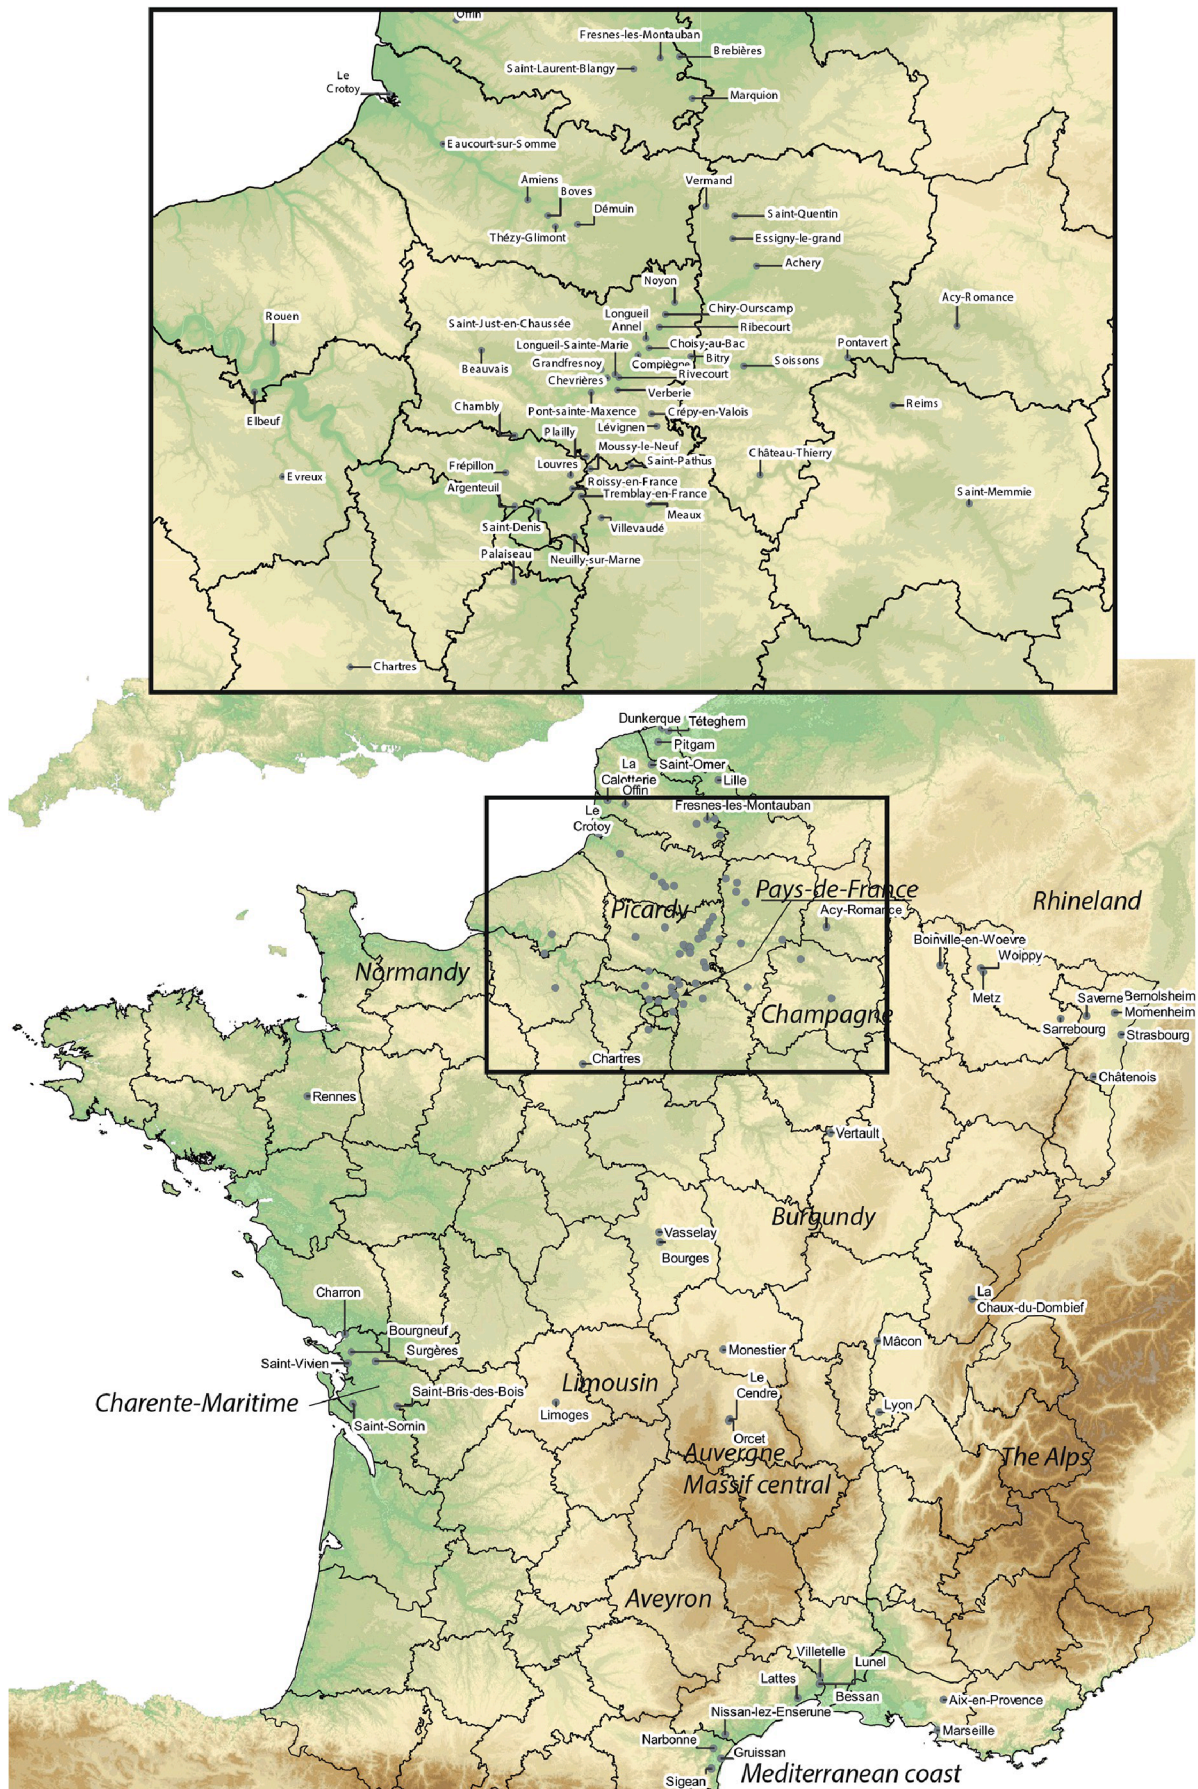 Offin
Fresnes-les-Montauban
Brebières
Saint-Laurent-Blangy
Le
Crotoy
Marquion
Eaucourt-sur-Somme
Amiens
Boves
Vermand
Démuin
Saint-Quentin
Thézy-Glimont
Essigny-le-grand
Achery
Noyon
Acy-Romance
Rouen
Longueil
Annel
Chiry-Ourscamp
Saint-Just-en-Chaussée
Ribecourt
Longueil-Sainte-Marie
Choisy-au-Bac
Pontavert
Grandfresnoy
Compiègne
Bitry
Soissons
Beauvais
Chevrières
Rivecourt
Verberie
Chambly
Pont-sainte-Maxence
Crépy-en-Valois
Reims
Elbeuf
Plailly
Lévignen
Moussy-le-Neuf
Château-Thierry
Frépillon
Louvres
Saint-Pathus
Evreux
Roissy-en-France
Argenteuil
Tremblay-en-France
Saint-Memmie
Saint-Denis
Villevaudé
Meaux
Palaiseau
Neuilly-sur-Marne
Chartres
Dunkerque
Téteghem
Pitgam
La
Calotterie
Saint-Omer
Lille
Offin
Le
Crotoy
Fresnes-les-Montauban
Pays-de-France
Picardy
Acy-Romance
Rhineland
Boinville-en-Woevre
Woippy
Normandy
Metz
Saverne
Bernolsheim
Momenheim
Champagne
Sarrebourg
Strasbourg
Chartres
Châtenois
Rennes
Vertault
Burgundy
Vasselay
Bourges
Charron
La
Chaux-du-Dombief
Bourgneuf
Mâcon
Surgères
Monestier
Saint-Vivien
Le
Cendre
Limousin
Saint-Bris-des-Bois
Charente-Maritime
Limoges
Lyon
Saint-Sornin
Orcet
Auvergne
The Alps
Massif central
Aveyron
Villetelle
Lunel
Lattes
Bessan
Aix-en-Provence
Nissan-lez-Enserune
Marseille
Narbonne
Gruissan
Sigean
Mediterranean coast